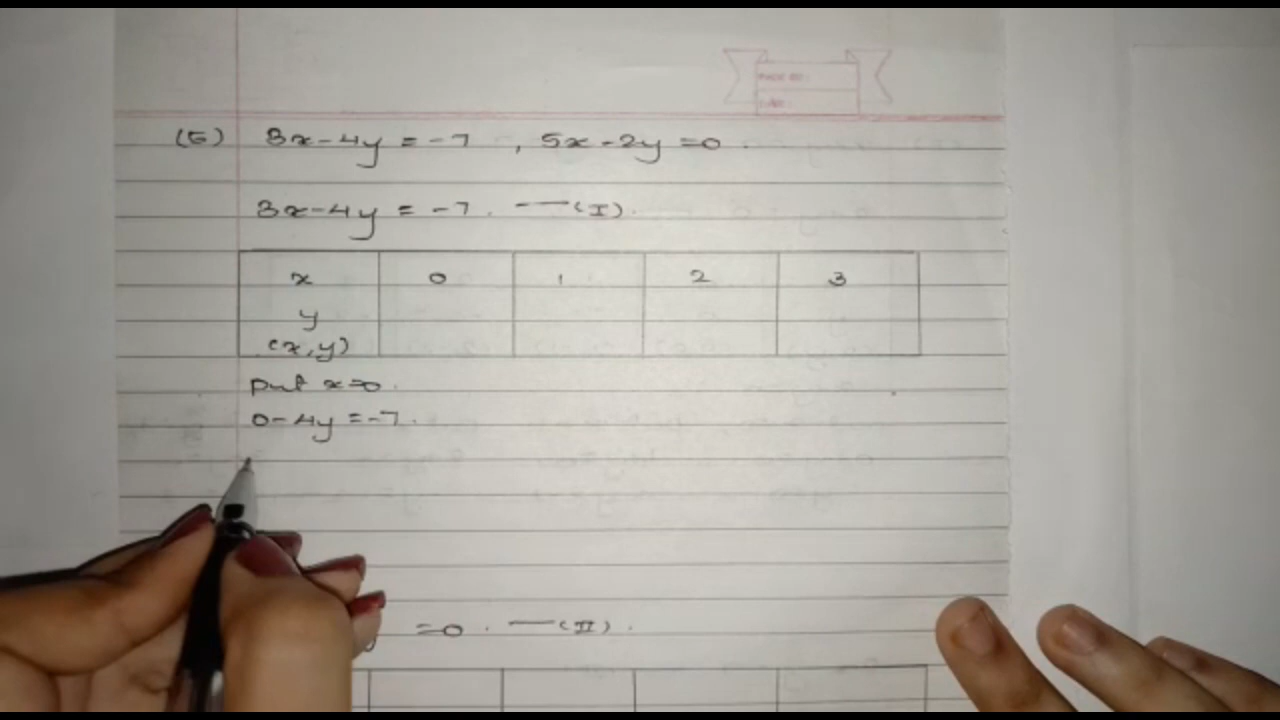 (5) 3x-4y = -7 , 5x-2y =0 .
3x-4y = -7 . —(I).
x 0 1 2 3
y
(x,y)
put x=0.
0-4y =-7.
=0 . —(II) .